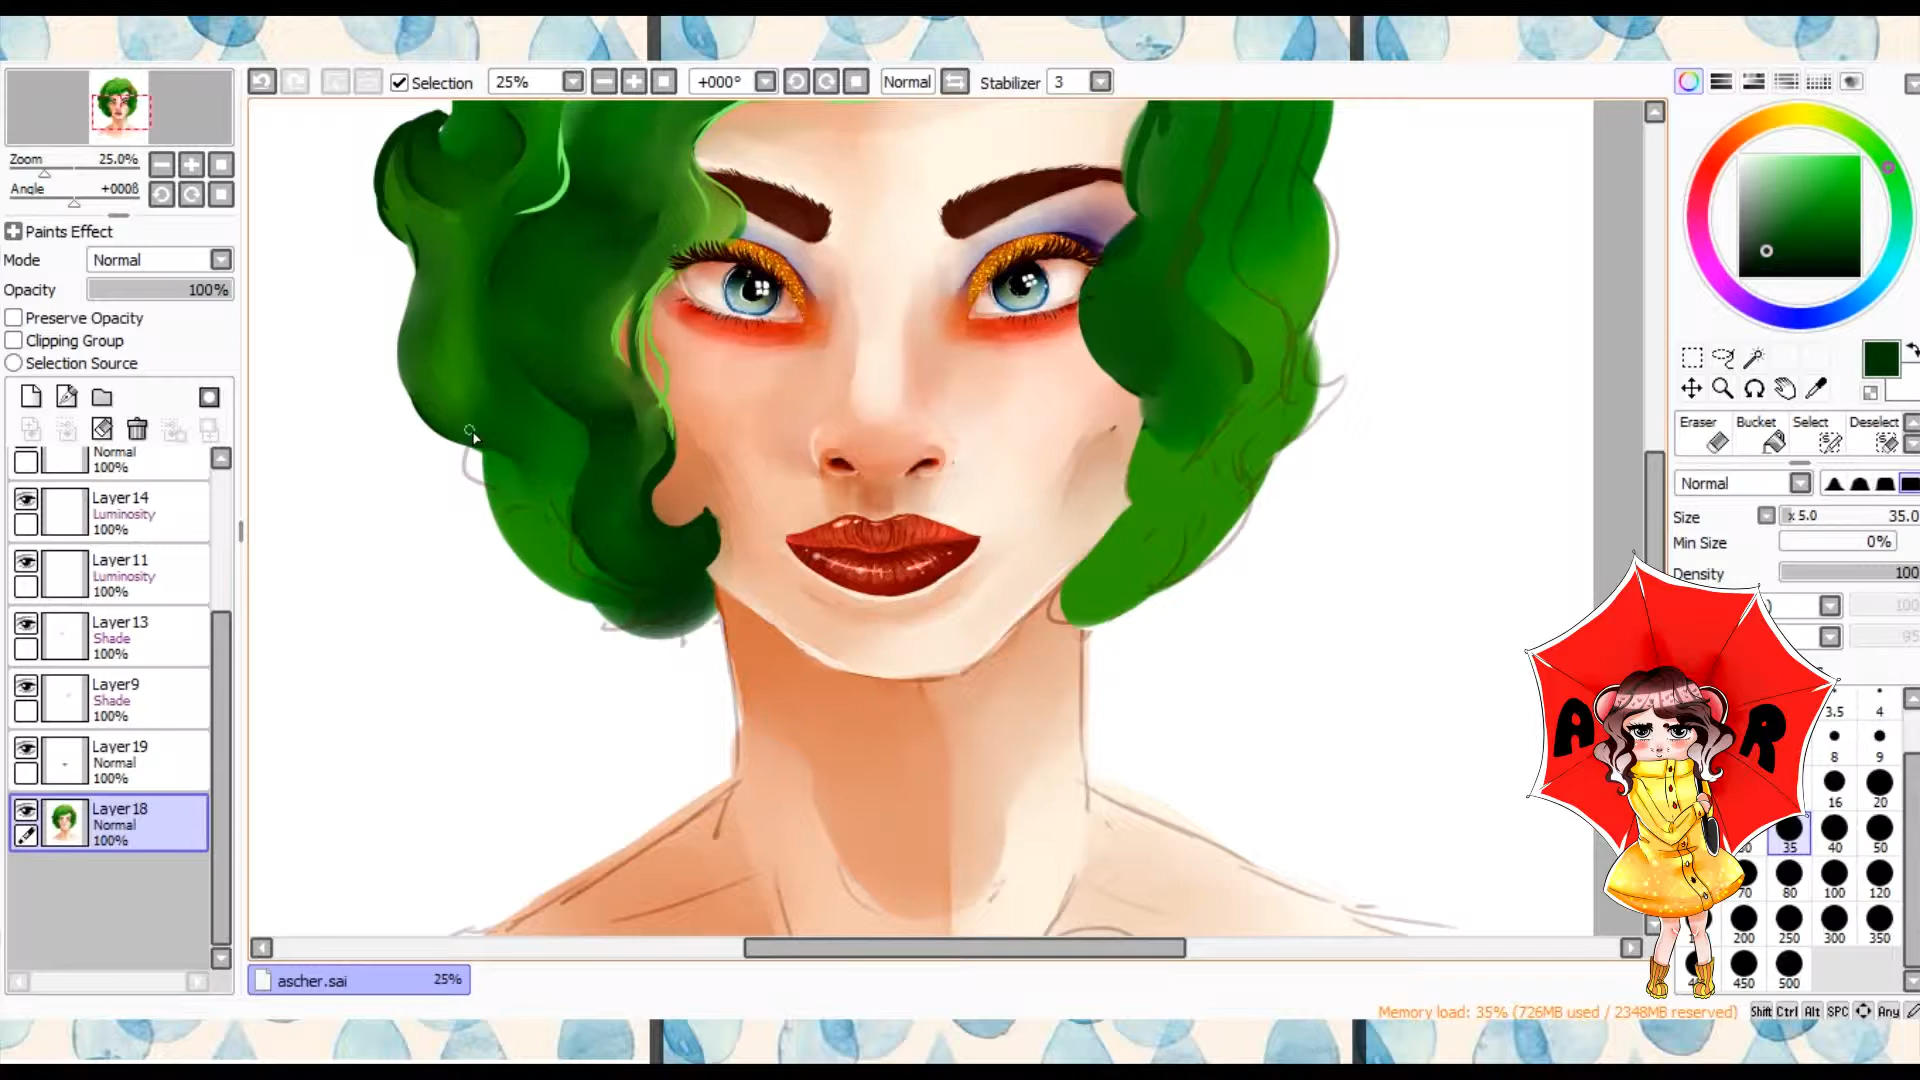 Selection
25%
+000°
Normal
Stabilizer
3
Zoom
25.0%
Angle
+000ß
Paints Effect
Mode
Normal
Opacity
100%
Preserve Opacity
Clipping Group
Selection Source
Normal
100%
Layer14
Luminosity
100%
Layer11
Luminosity
100%
Layer13
Shade
100%
Layer9
Shade
100%
Layer19
Normal
100%
Layer18
Normal
100%
ascher.sai
25%
Eraser
Bucket
Select
Deselect
Normal
Size
x 5.0
35.0
Min Size
0%
Density
100
100
95
A R
3.5
4
8
9
16
20
35
40
50
70
80
100
120
200
250
300
350
450
500
Memory load: 35% (726MB used / 2348MB reserved)
Shift Ctrl Alt SPC Any